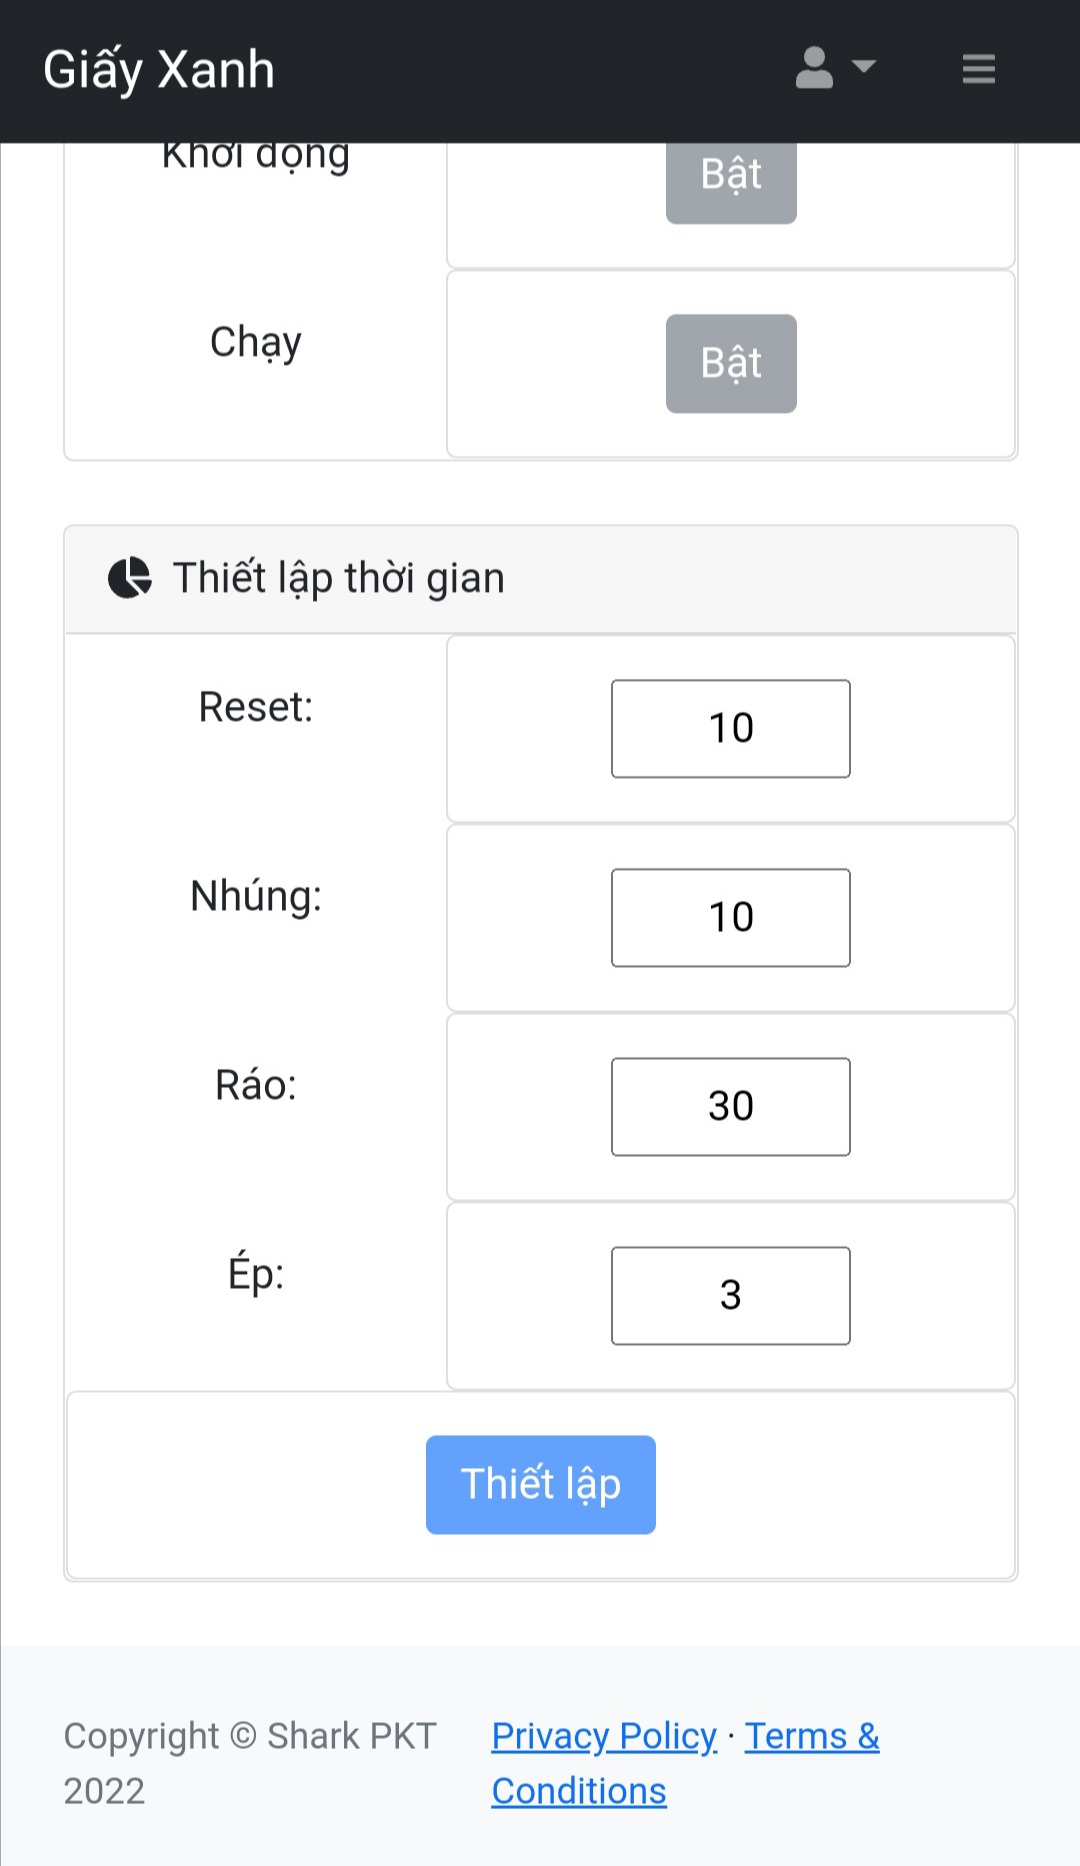 Giấy Xanh
Khởi động
Bật
Chạy
Bật
Thiết lập thời gian
Reset:
10
Nhúng:
10
Ráo:
30
Ép:
3
Thiết lập
Copyright © Shark PKT
2022
Privacy Policy · Terms &
Conditions